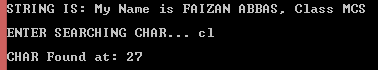 STRING IS: My Name is FAIZAN ABBAS, Class MCS
ENTER SEARCHING CHAR... cl
CHAR Found at: 27